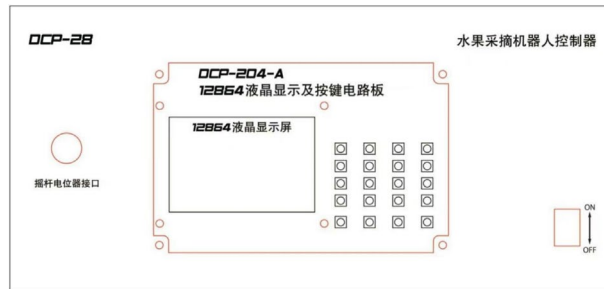 DCP-28
水果采摘机器人控制器
DCP-204-A
12864液晶显示及按键电路板
12864液晶显示屏
摇杆电位器接口
ON
OFF